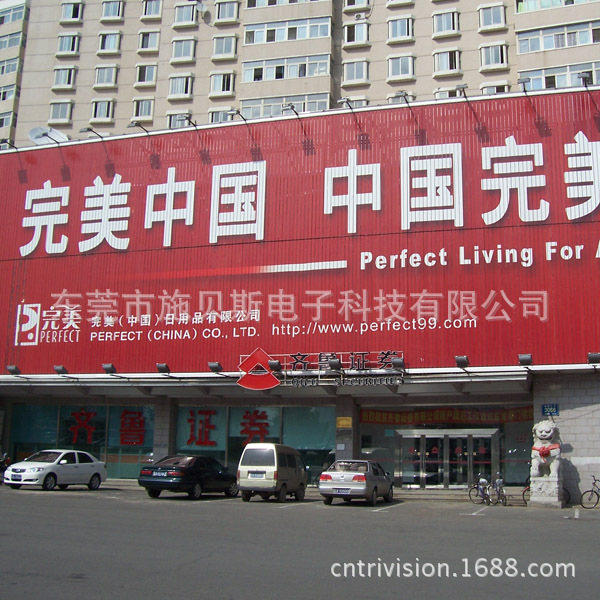 完美中国 中国完美
Perfect Living For A
东莞市施贝斯电子科技有限公司
完美 完美(中国)日用品有限公司
PERFECT PERFECT (CHINA) CO., LTD. http://www.perfect99.com
齐鲁证券
齐鲁证券
3066
cntrivision.1688.com